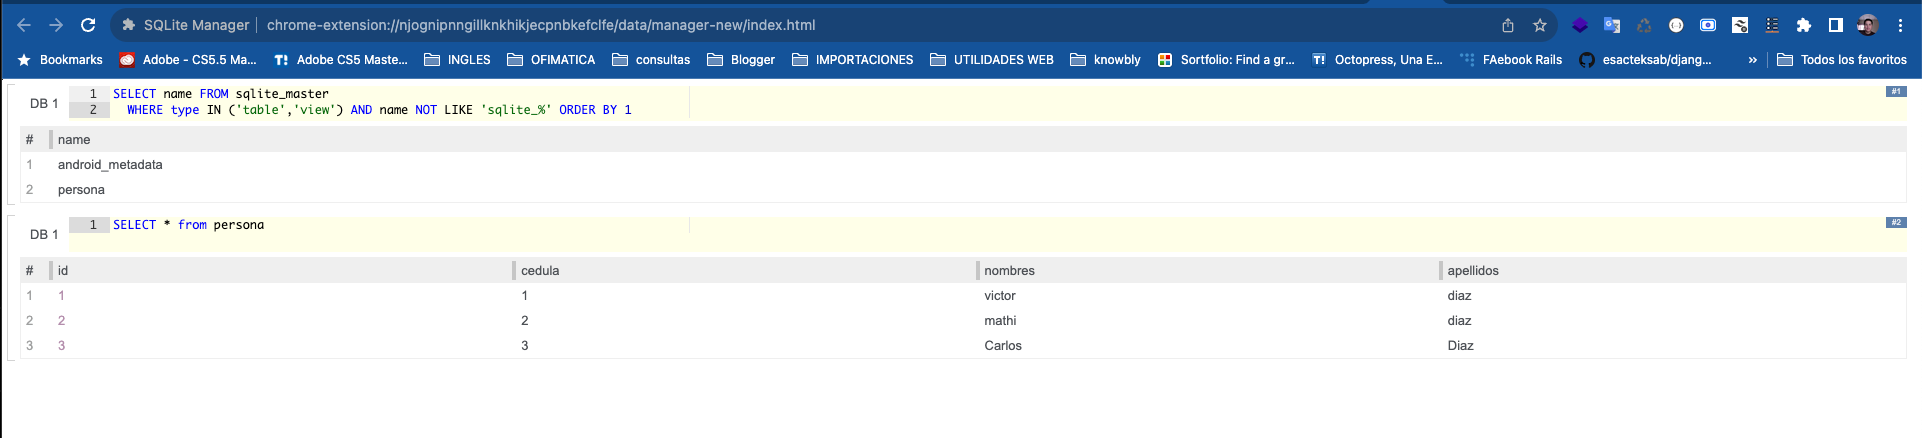 SQLite Manager | chrome-extension://njognipnngillknkhikjecpnbkefclfe/data/manager-new/index.html
Bookmarks Adobe - CS5.5 Ma... T! Adobe CS5 Maste... INGLES OFIMATICA consultas Blogger IMPORTACIONES UTILIDADES WEB knowbly Sortfolio: Find a gr... T! Octopress, Una E... FAebook Rails esacteksab/djang... » Todos los favoritos
DB 1 1 SELECT name FROM sqlite_master #1
2 WHERE type IN ('table','view') AND name NOT LIKE 'sqlite_%' ORDER BY 1
# name
1 android_metadata
2 persona
DB 1 1 SELECT * from persona #2
# id cedula nombres apellidos
1 1 1 victor diaz
2 2 2 mathi diaz
3 3 3 Carlos Diaz